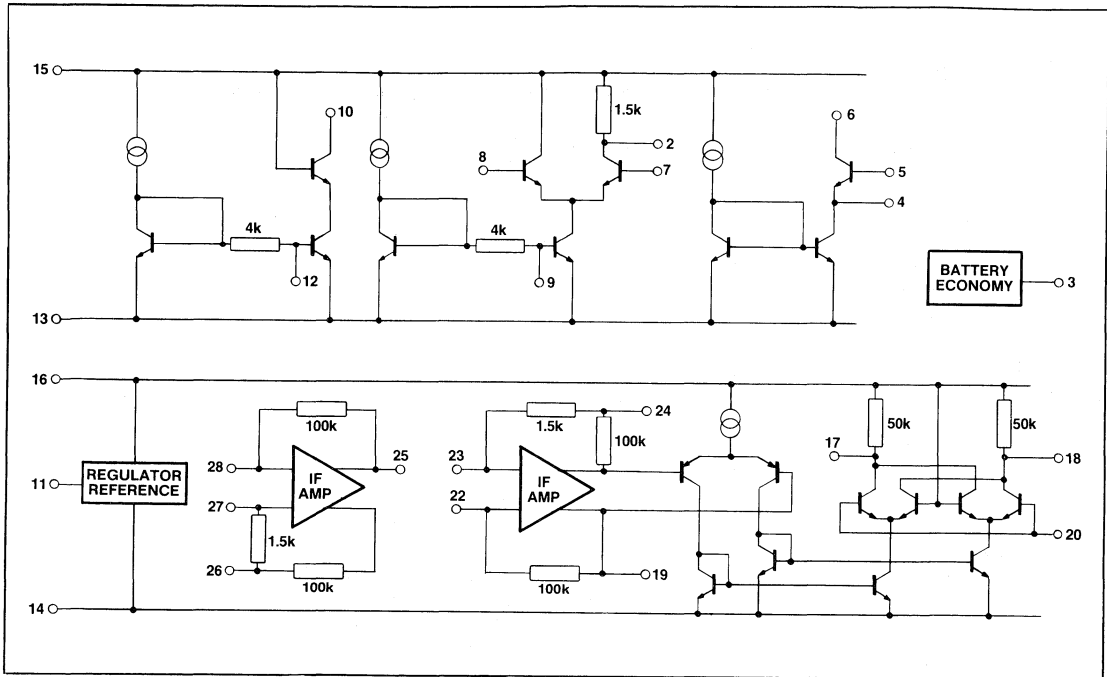 15
10
1.5k
2
8
7
6
5
4
4k
12
4k
9
BATTERY
ECONOMY
3
13
16
100k
28
25
IF
AMP
27
1.5k
26
100k
11
REGULATOR
REFERENCE
1.5k
24
100k
23
IF
AMP
22
100k
19
50k
50k
17
18
20
14